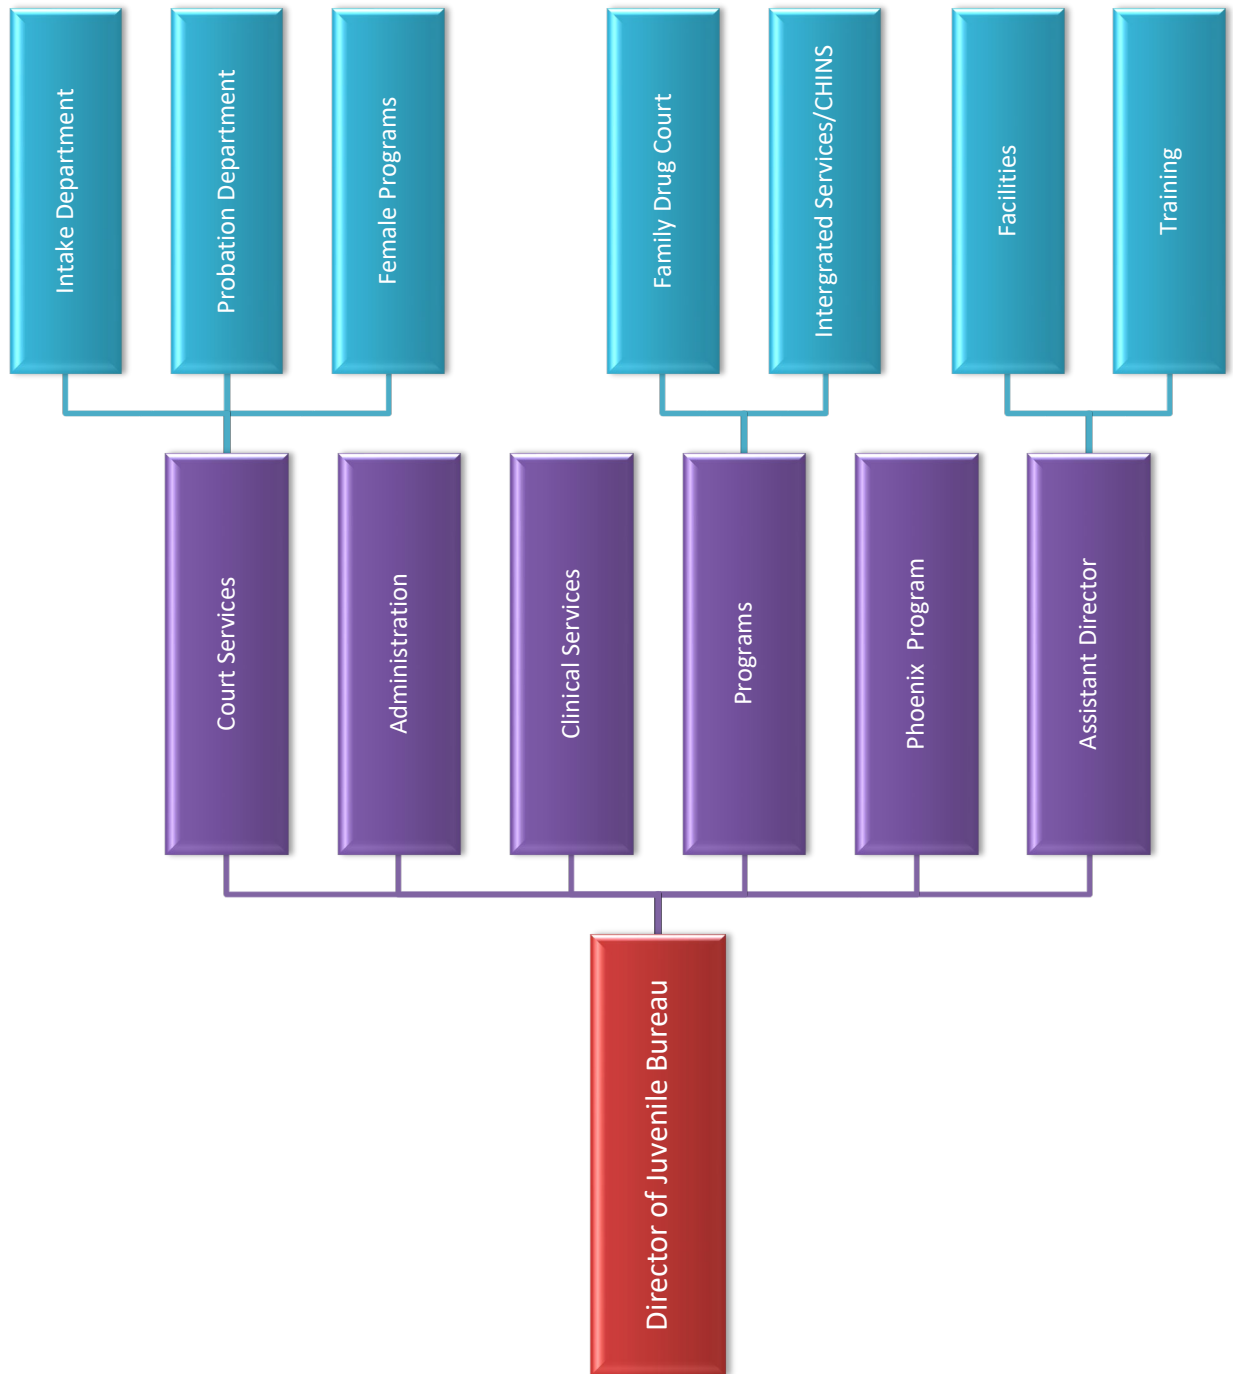 Director of Juvenile Bureau
Court Services
Administration
Clinical Services
Programs
Phoenix Program
Assistant Director
Intake Department
Probation Department
Female Programs
Family Drug Court
Intergrated Services/CHINS
Facilities
Training